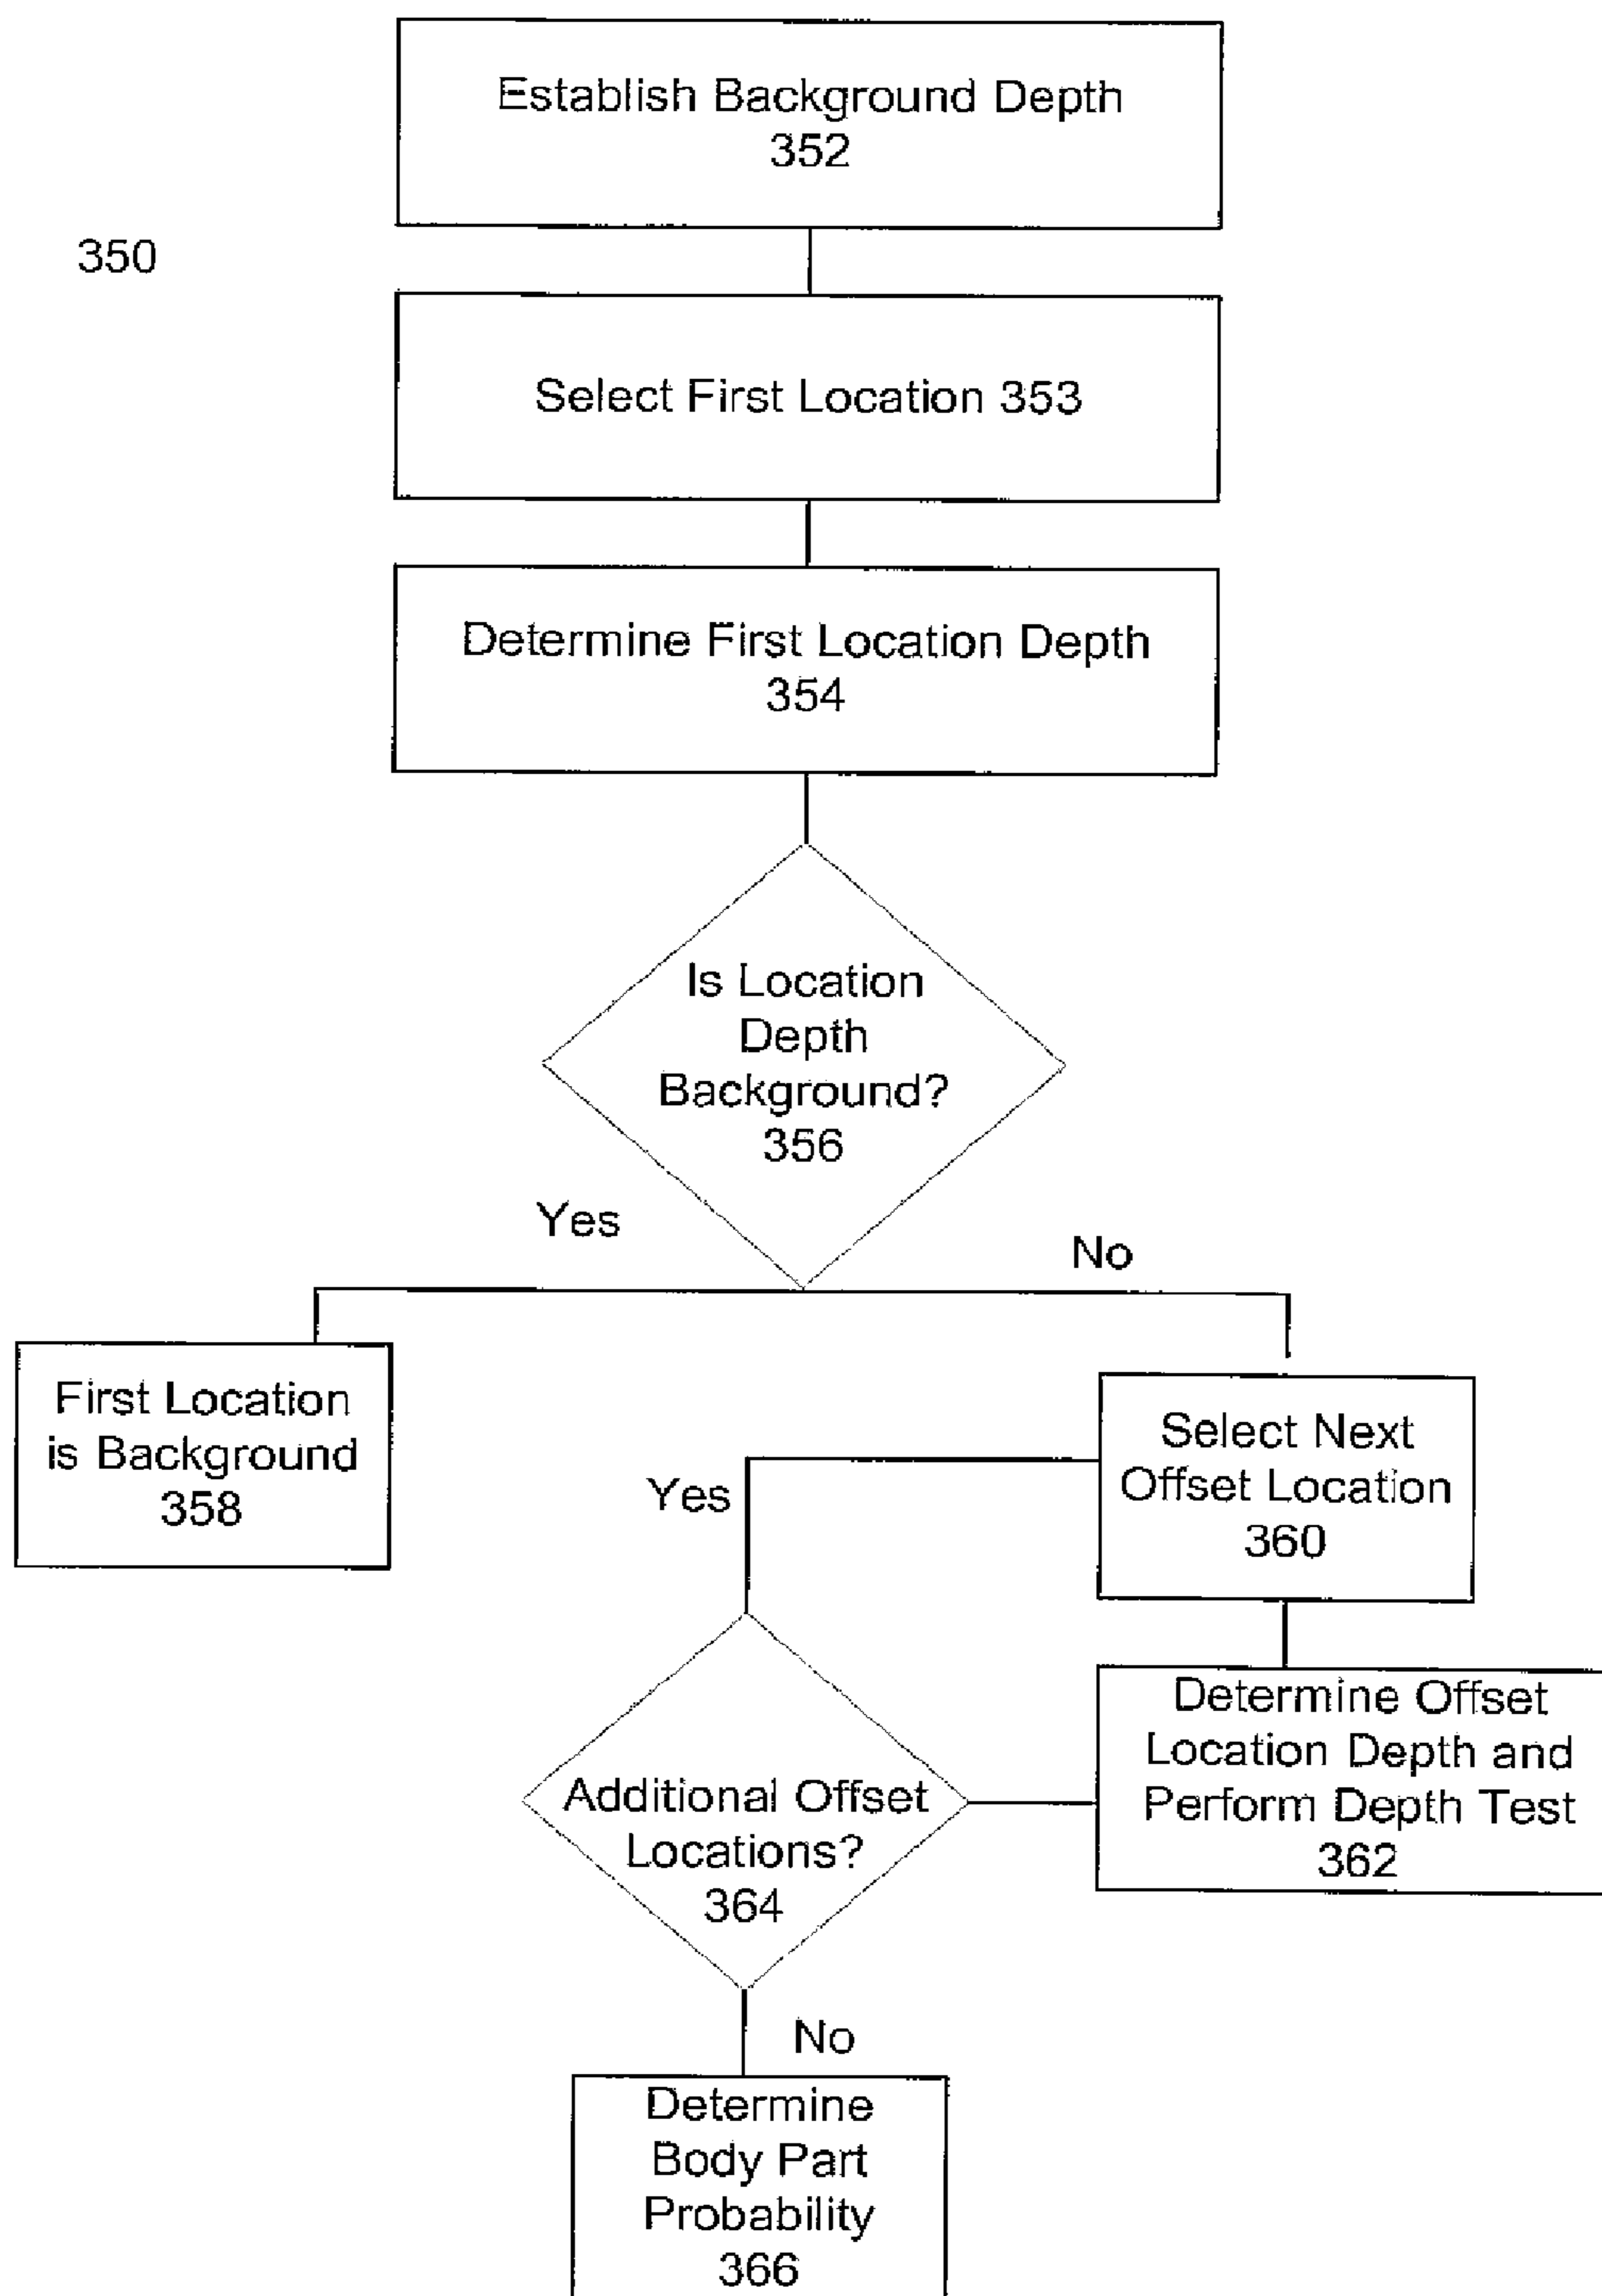 Establish Background Depth
352
350
Select First Location 353
Determine First Location Depth
354
Is Location
Depth
Background?
356
Yes
No
First Location
is Background
358
Select Next
Offset Location
360
Yes
Determine Offset
Location Depth and
Perform Depth Test
362
Additional Offset
Locations?
364
No
Determine
Body Part
Probability
366